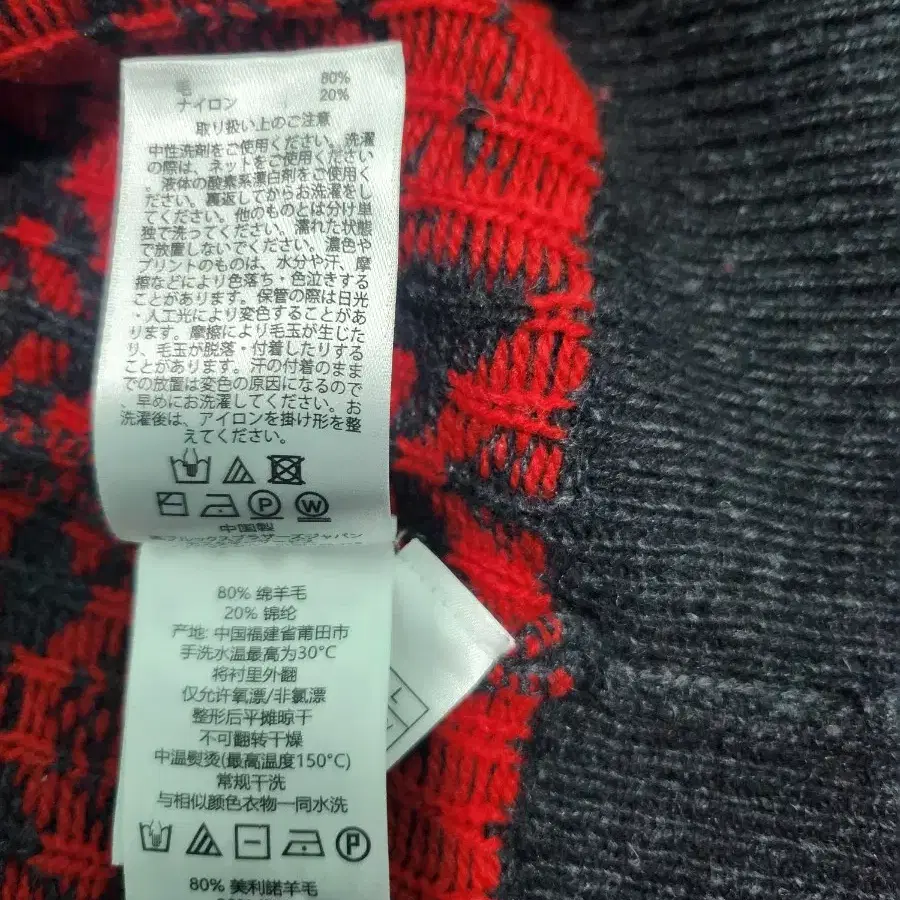 毛 80%
ナイロン 20%
取り扱い上のご注意
中性洗剤をご使用ください。洗濯
の際は、ネットをご使用ください
。液体の酸素系漂白剤をご使用く
ださい。裏返してからお洗濯をし
てください。他のものとは分け単
独で洗ってください。濡れた状態
で放置しないでください。濃色や
プリントのものは、水分や汗、摩
擦などにより色落ち・色泣きする
ことがあります。保管の際は日光
・人工光により変色することがあ
ります。摩擦により毛玉が生じた
り、毛玉が脱落・付着したりする
ことがあります。汗の付着のまま
での放置は変色の原因になるので
、早めにお洗濯してください。お
洗濯後は、アイロンを掛け形を整
えてください。
P W
中国製
ブルックスブラザーズジャパン
80% 绵羊毛
20% 锦纶
产地: 中国福建省莆田市
手洗水温最高为30°C
将衬里外翻
仅允许氧漂/非氯漂
整形后平摊晾干
不可翻转干燥
中温熨烫(最高温度150°C)
常规干洗
与相似颜色衣物一同水洗
P
80% 美利諾羊毛